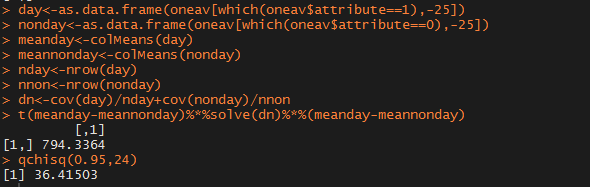 > day<-as.data.frame(oneav[which(oneav$attribute==1),-25])
> nonday<-as.data.frame(oneav[which(oneav$attribute==0),-25])
> meanday<-colMeans(day)
> meannonday<-colMeans(nonday)
> nday<-nrow(day)
> nnon<-nrow(nonday)
> dn<-cov(day)/nday+cov(nonday)/nnon
> t(meanday-meannonday)%*%solve(dn)%*%(meanday-meannonday)
[,1]
[1,] 794.3364
> qchisq(0.95,24)
[1] 36.41503